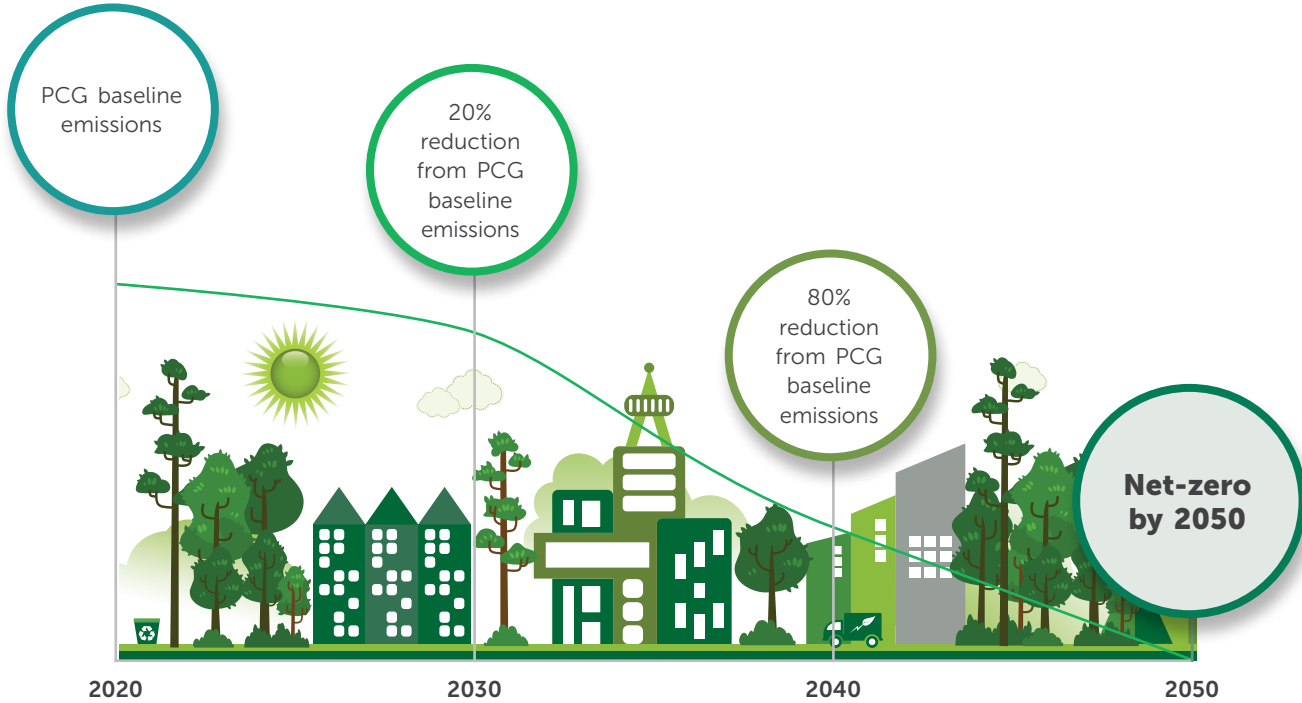 PCG baseline
emissions
20%
reduction
from PCG
baseline
emissions
80%
reduction
from PCG
baseline
emissions
Net-zero
by 2050
2020
2030
2040
2050